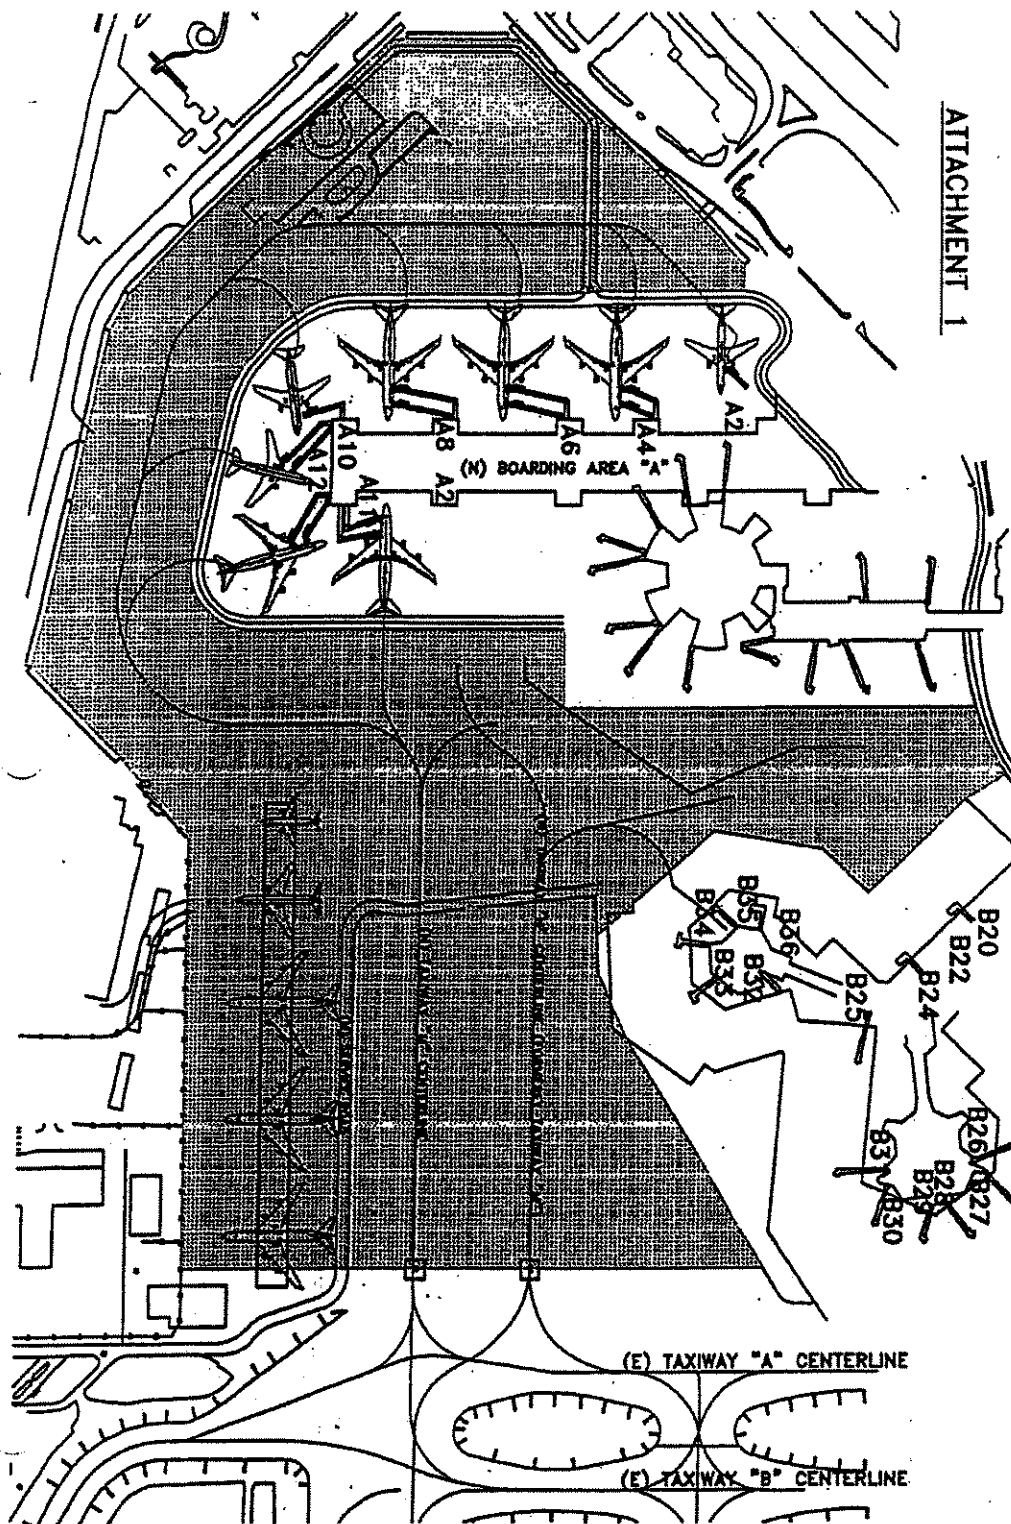 ATTACHMENT 1
A2
A4
A6
A8
A10
(N) BOARDING AREA "A"
A12
A11
A2
B20
B22
B24
B25
B36
B35
B34
B33
B32
B26
B27
B28
B29
B30
B3
(E) TAXIWAY "A" CENTERLINE
(E) TAXIWAY "B" CENTERLINE